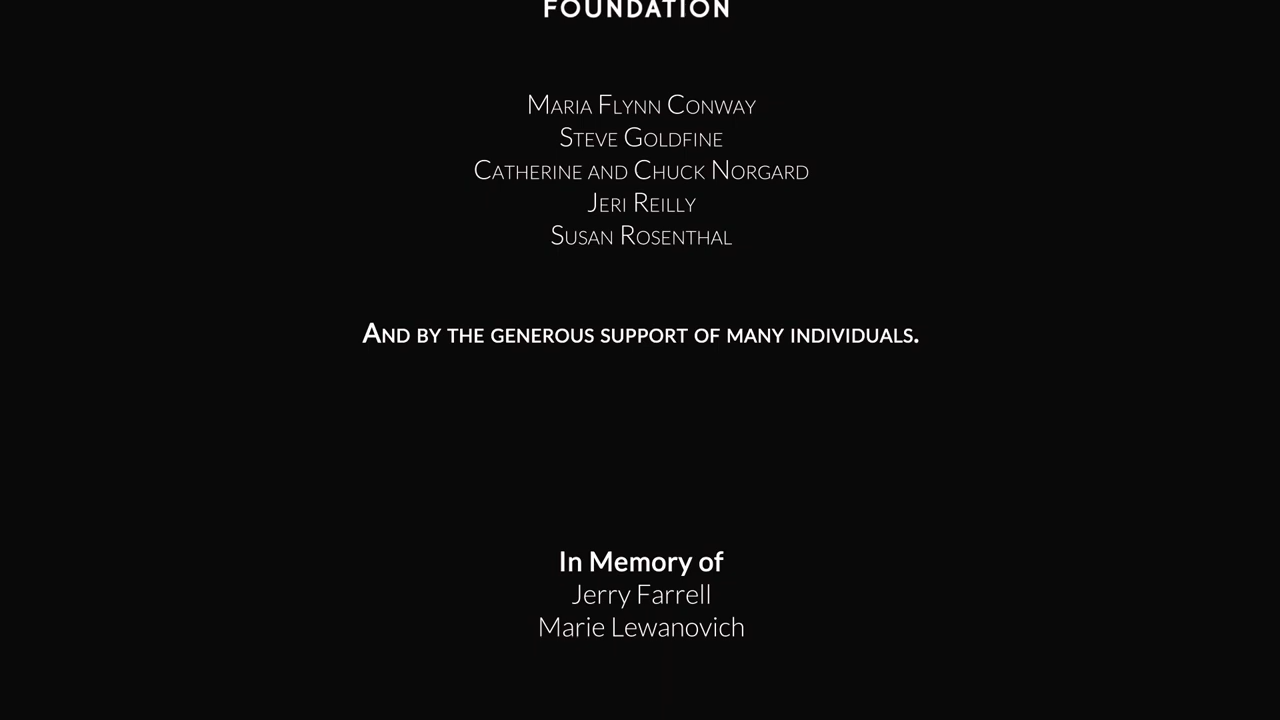 FOUNDATION
Maria Flynn Conway
Steve Goldfine
Catherine and Chuck Norgard
Jeri Reilly
Susan Rosenthal
And by the generous support of many individuals.
In Memory of
Jerry Farrell
Marie Lewanovich